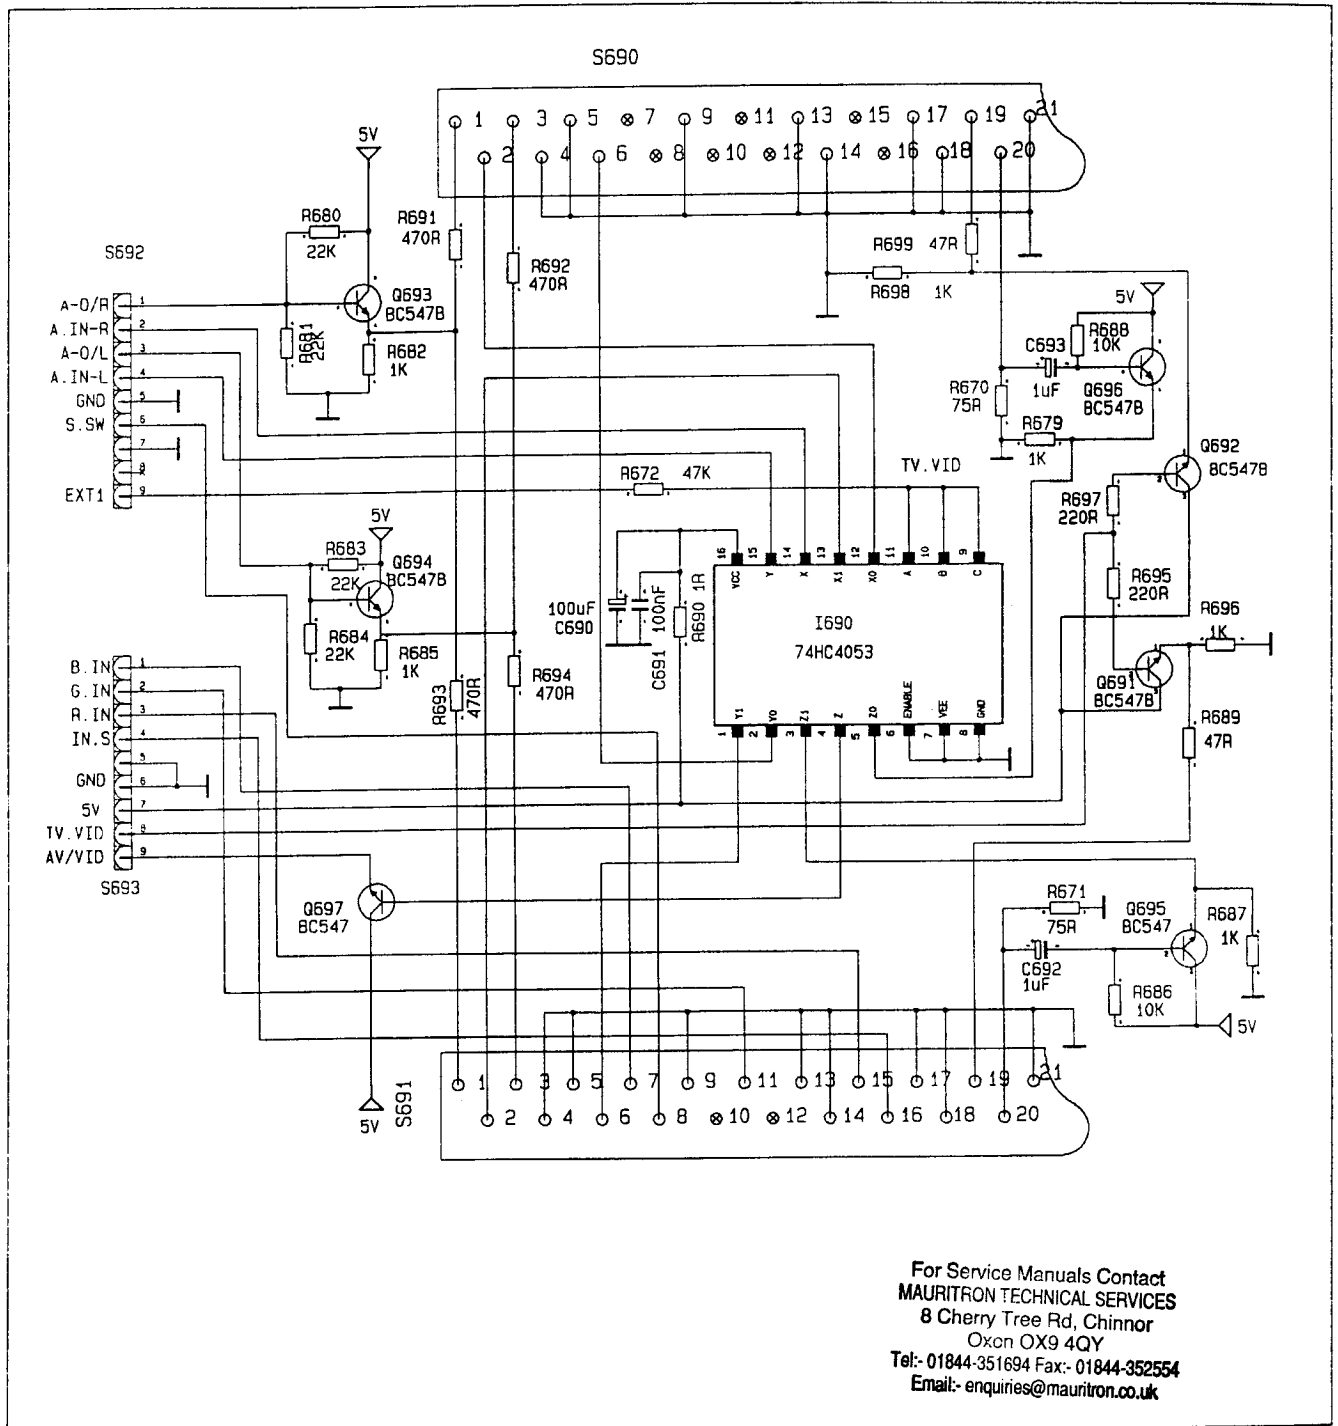 S690
1 3 5 7 9 11 13 15 17 19 21
2 4 6 8 10 12 14 16 18 20
5V
R680
22K
R691
470R
R692
470R
R699
47R
R698 1K
S692
A-O/R 1
A.IN-R 2
A-O/L 3
A.IN-L 4
GND 5
S.SW 6
7
8
EXT1 9
Q693
BC547B
R681
22K
R682
1K
5V
R688
10K
C693
1uF
Q696
BC547B
R670
75R
R679
1K
Q692
BC547B
R672 47K
TV.VID
R697
220R
5V
R683
22K
Q694
BC547B
R684
22K
R685
1K
100uF
C690
100nF
C691
R690 1R
16 15 14 13 12 11 10 9
VCC Y X X1 X0 A B C
I690
74HC4053
Y1 Y0 Z1 Z Z0 ENABLE VEE GND
1 2 3 4 5 6 7 8
R695
220R
R696
1K
Q691
BC547B
R689
47R
R693
470R
R694
470R
B.IN 1
G.IN 2
R.IN 3
IN.S 4
5
GND 6
5V 7
TV.VID 8
AV/VID 9
S693
Q697
BC547
5V
R671
75R
C692
1uF
Q695
BC547
R687
1K
R686
10K
5V
S691
1 3 5 7 9 11 13 15 17 19 21
2 4 6 8 10 12 14 16 18 20
For Service Manuals Contact
MAURITRON TECHNICAL SERVICES
8 Cherry Tree Rd, Chinnor
Oxon OX9 4QY
Tel:- 01844-351694 Fax:- 01844-352554
Email:- enquiries@mauritron.co.uk